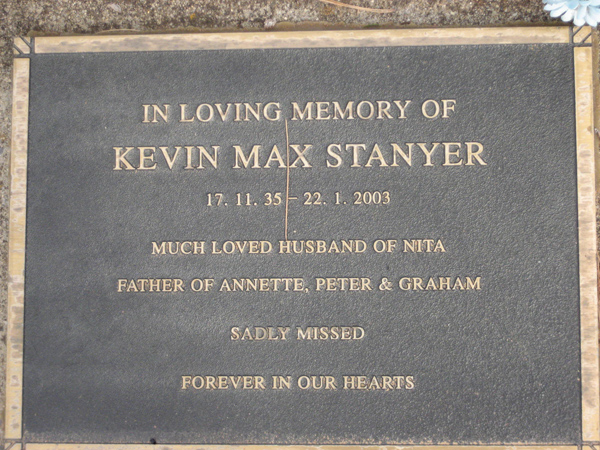 IN LOVING MEMORY OF
KEVIN MAX STANYER
17. 11. 35 – 22. 1. 2003
MUCH LOVED HUSBAND OF NITA
FATHER OF ANNETTE, PETER & GRAHAM
SADLY MISSED
FOREVER IN OUR HEARTS